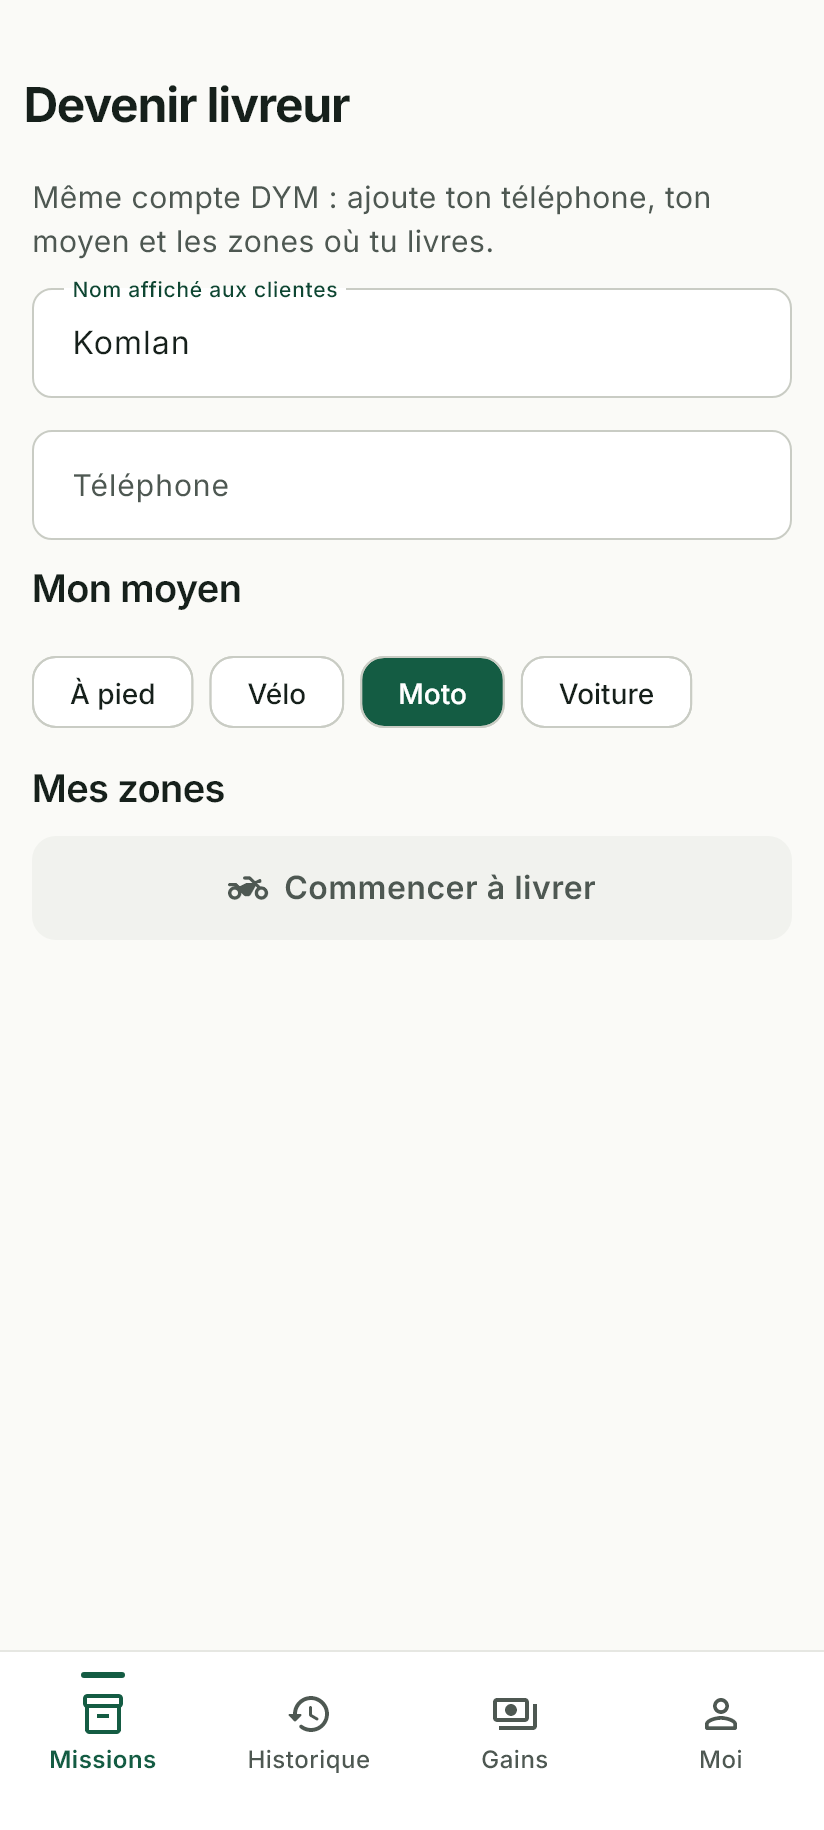 Devenir livreur
Même compte DYM : ajoute ton téléphone, ton
moyen et les zones où tu livres.
Nom affiché aux clientes
Komlan
Téléphone
Mon moyen
À pied
Vélo
Moto
Voiture
Mes zones
Commencer à livrer
Missions
Historique
Gains
Moi